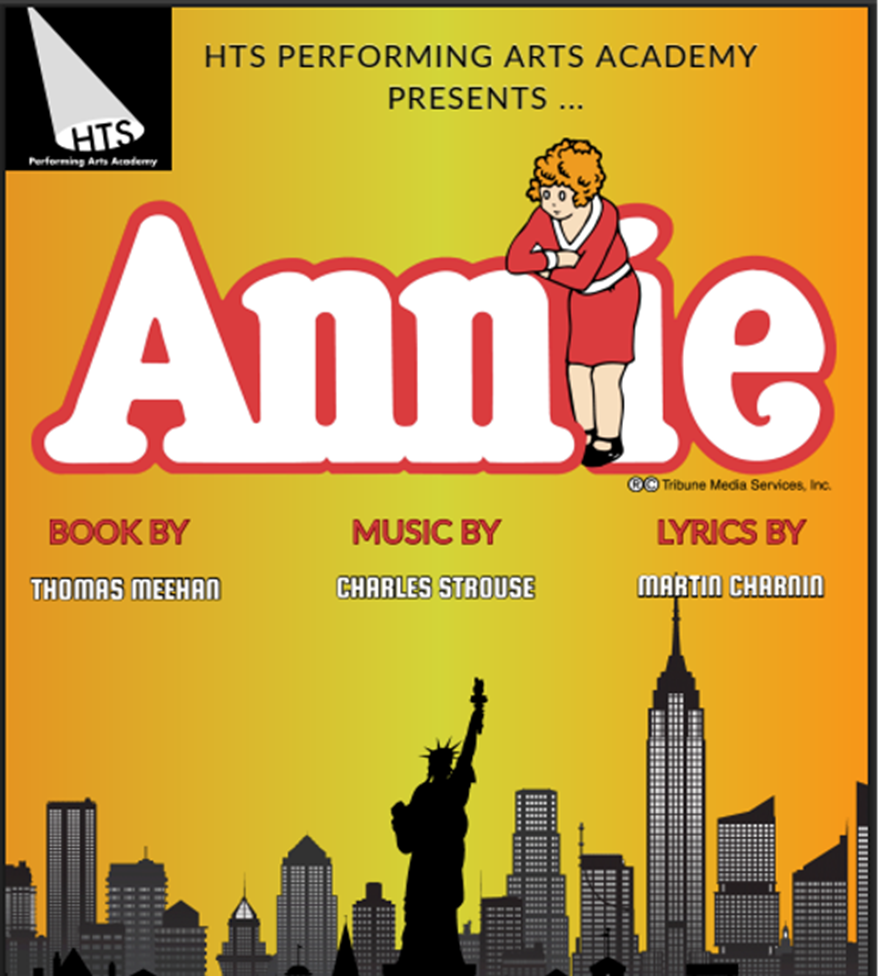 HTS
Performing Arts Academy
HTS PERFORMING ARTS ACADEMY
PRESENTS ...
Annie
®© Tribune Media Services, Inc.
BOOK BY
MUSIC BY
LYRICS BY
THOMAS MEEHAN
CHARLES STROUSE
MARTIN CHARNIN